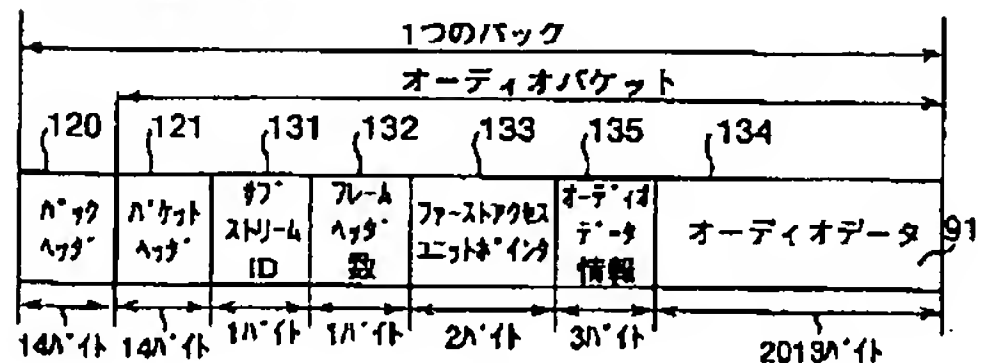 1つのパック
オーディオパケット
120 121 131 132 133 135 134
パック
ヘッダ
パケット
ヘッダ
サブ
ストリーム
ID
フレーム
ヘッダ
数
ファーストアクセス
ユニットポインタ
オーディオ
データ
情報
オーディオデータ
91
14バイト 14バイト 1バイト 1バイト 2バイト 3バイト 2013バイト